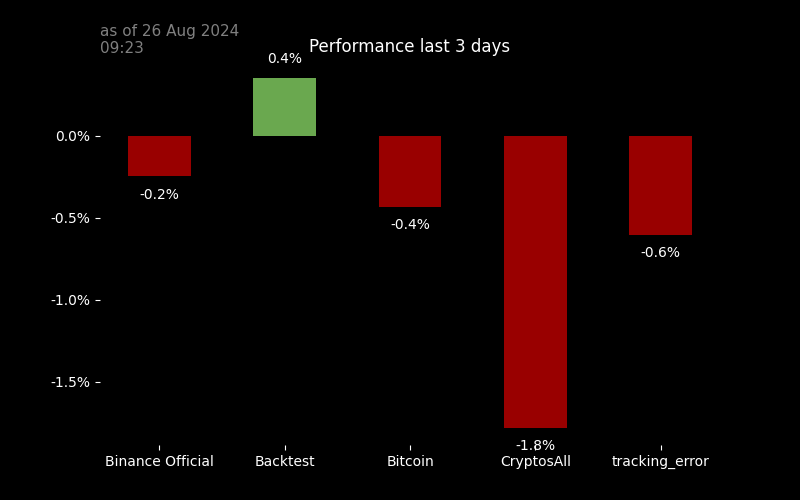 as of 26 Aug 2024
09:23
Performance last 3 days
0.4%
0.0%
-0.2%
-0.5%
-0.4%
-0.6%
-1.0%
-1.5%
-1.8%
Binance Official
Backtest
Bitcoin
CryptosAll
tracking_error